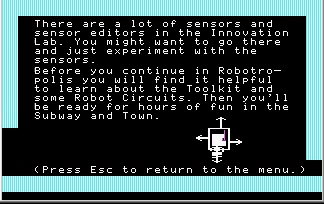 There are a lot of sensors and
sensor editors in the Innovation
Lab. You might want to go there
and just experiment with the
sensors.
Before you continue in Robotro-
polis you will find it helpful
to learn about the Toolkit and
some Robot Circuits. Then you'll
be ready for hours of fun in the
Subway and Town.
(Press Esc to return to the menu.)